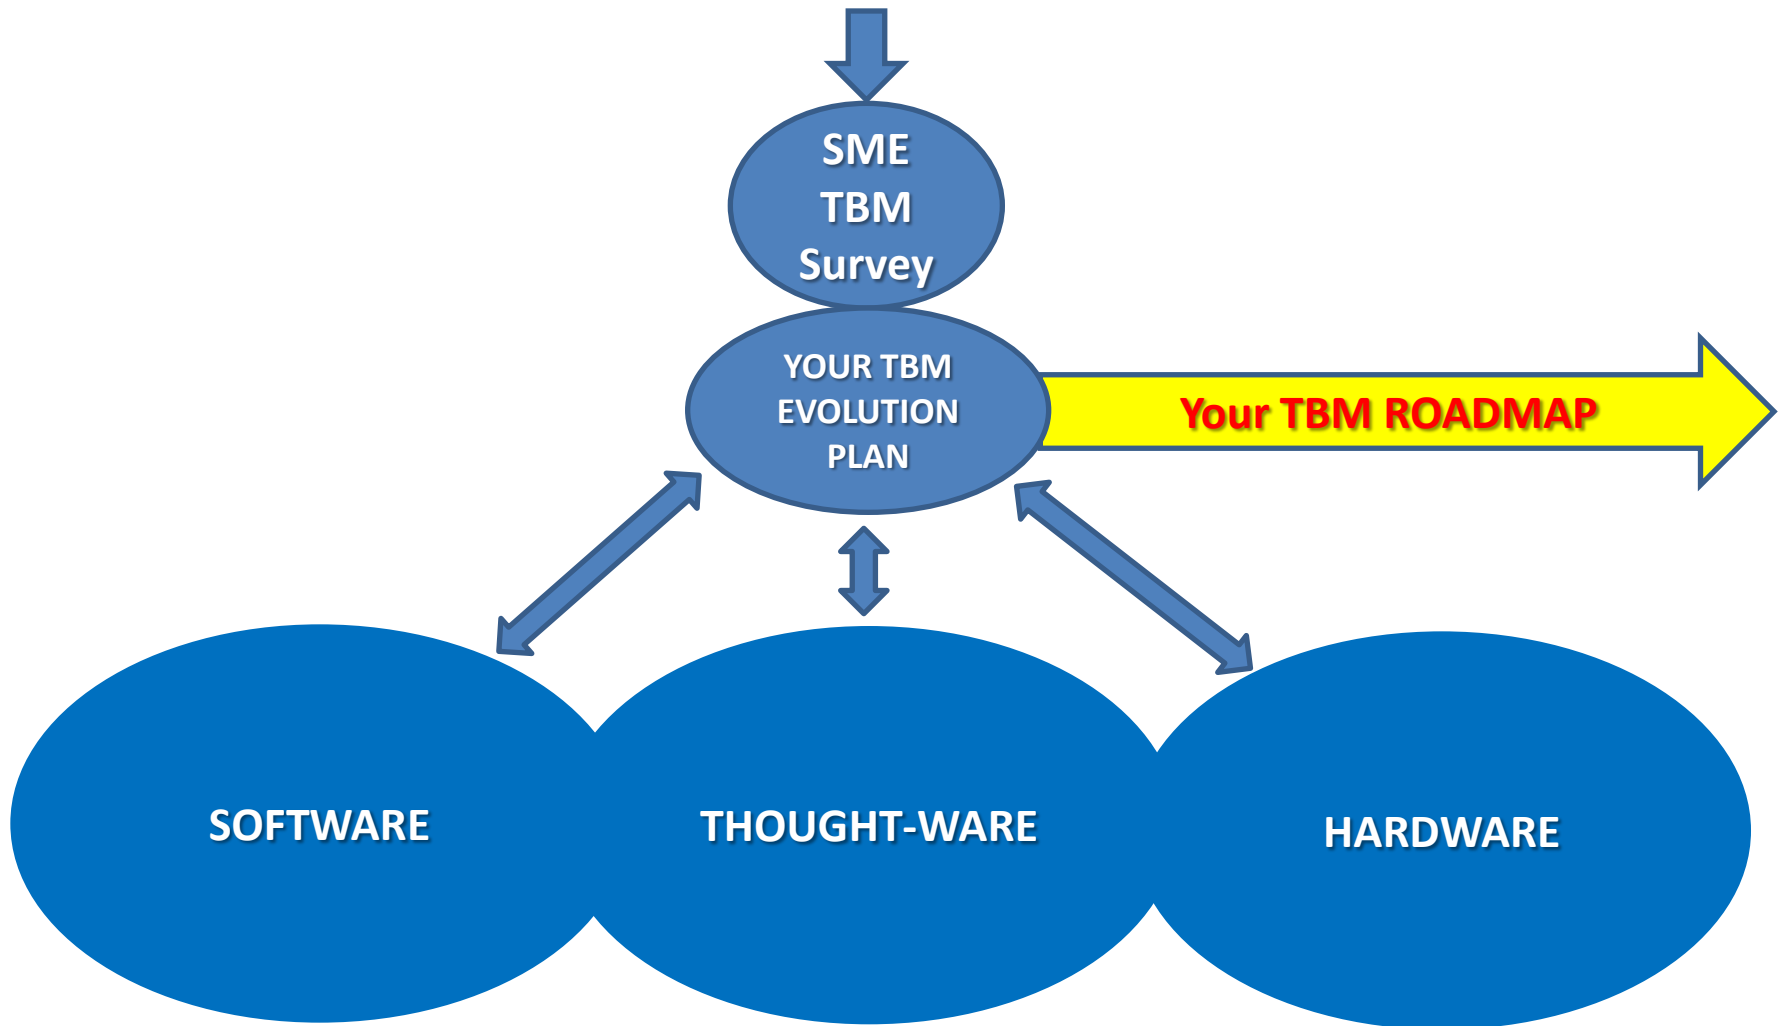 SME
TBM
Survey
YOUR TBM
EVOLUTION
PLAN
Your TBM ROADMAP
SOFTWARE
THOUGHT-WARE
HARDWARE